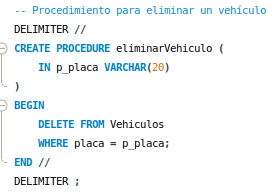 -- Procedimiento para eliminar un vehículo
DELIMITER //
CREATE PROCEDURE eliminarVehiculo (
    IN p_placa VARCHAR(20)
)
BEGIN
    DELETE FROM Vehiculos
    WHERE placa = p_placa;
END //
DELIMITER ;